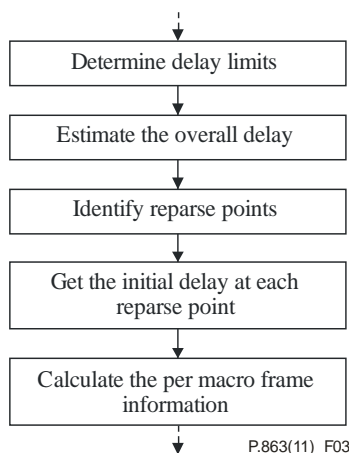 Determine delay limits
Estimate the overall delay
Identify reparse points
Get the initial delay at each
reparse point
Calculate the per macro frame
information
P.863(11)_F03